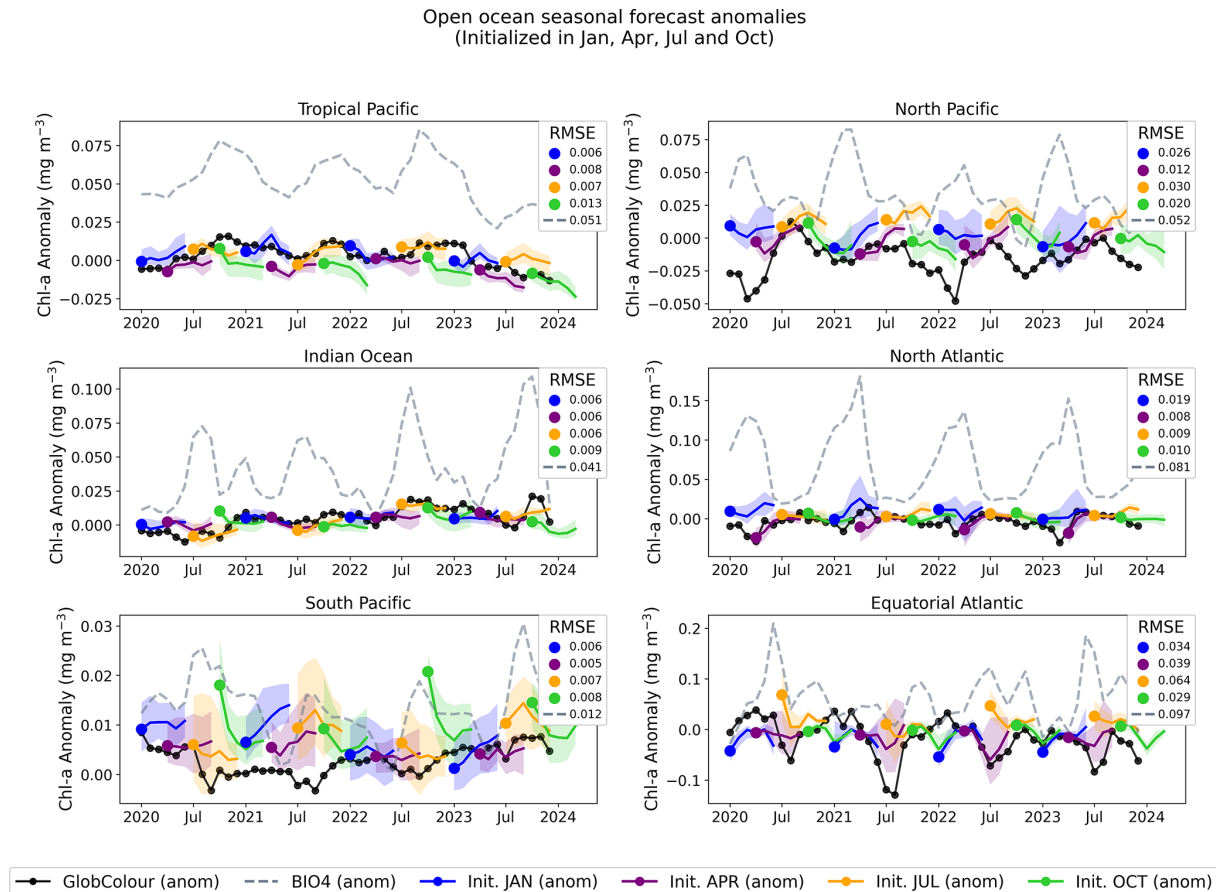 Open ocean seasonal forecast anomalies
(Initialized in Jan, Apr, Jul and Oct)
Tropical Pacific
Chl-a Anomaly (mg m⁻³)
0.075
0.050
0.025
0.000
−0.025
2020 Jul 2021 Jul 2022 Jul 2023 Jul 2024
RMSE
0.006
0.008
0.007
0.013
0.051
North Pacific
Chl-a Anomaly (mg m⁻³)
0.075
0.050
0.025
0.000
−0.025
−0.050
2020 Jul 2021 Jul 2022 Jul 2023 Jul 2024
RMSE
0.026
0.012
0.030
0.020
0.052
Indian Ocean
Chl-a Anomaly (mg m⁻³)
0.100
0.075
0.050
0.025
0.000
2020 Jul 2021 Jul 2022 Jul 2023 Jul 2024
RMSE
0.006
0.006
0.006
0.009
0.041
North Atlantic
Chl-a Anomaly (mg m⁻³)
0.15
0.10
0.05
0.00
2020 Jul 2021 Jul 2022 Jul 2023 Jul 2024
RMSE
0.019
0.008
0.009
0.010
0.081
South Pacific
Chl-a Anomaly (mg m⁻³)
0.03
0.02
0.01
0.00
2020 Jul 2021 Jul 2022 Jul 2023 Jul 2024
RMSE
0.006
0.005
0.007
0.008
0.012
Equatorial Atlantic
Chl-a Anomaly (mg m⁻³)
0.2
0.1
0.0
−0.1
2020 Jul 2021 Jul 2022 Jul 2023 Jul 2024
RMSE
0.034
0.039
0.064
0.029
0.097
GlobColour (anom) BIO4 (anom) Init. JAN (anom) Init. APR (anom) Init. JUL (anom) Init. OCT (anom)